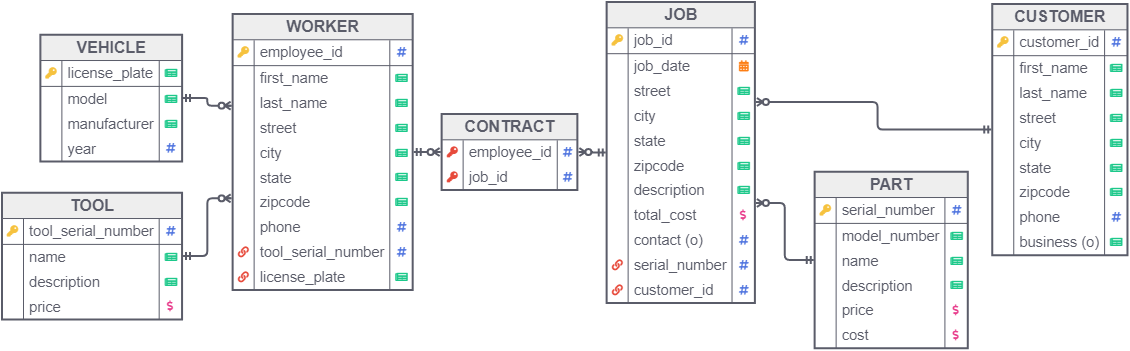 VEHICLE
license_plate
model
manufacturer
year #
TOOL
tool_serial_number #
name
description
price $
WORKER
employee_id #
first_name
last_name
street
city
state
zipcode
phone #
tool_serial_number #
license_plate
CONTRACT
employee_id #
job_id #
JOB
job_id #
job_date
street
city
state
zipcode
description
total_cost $
contact (o) #
serial_number #
customer_id #
PART
serial_number #
model_number
name
description
price $
cost $
CUSTOMER
customer_id #
first_name
last_name
street
city
state
zipcode
phone #
business (o)